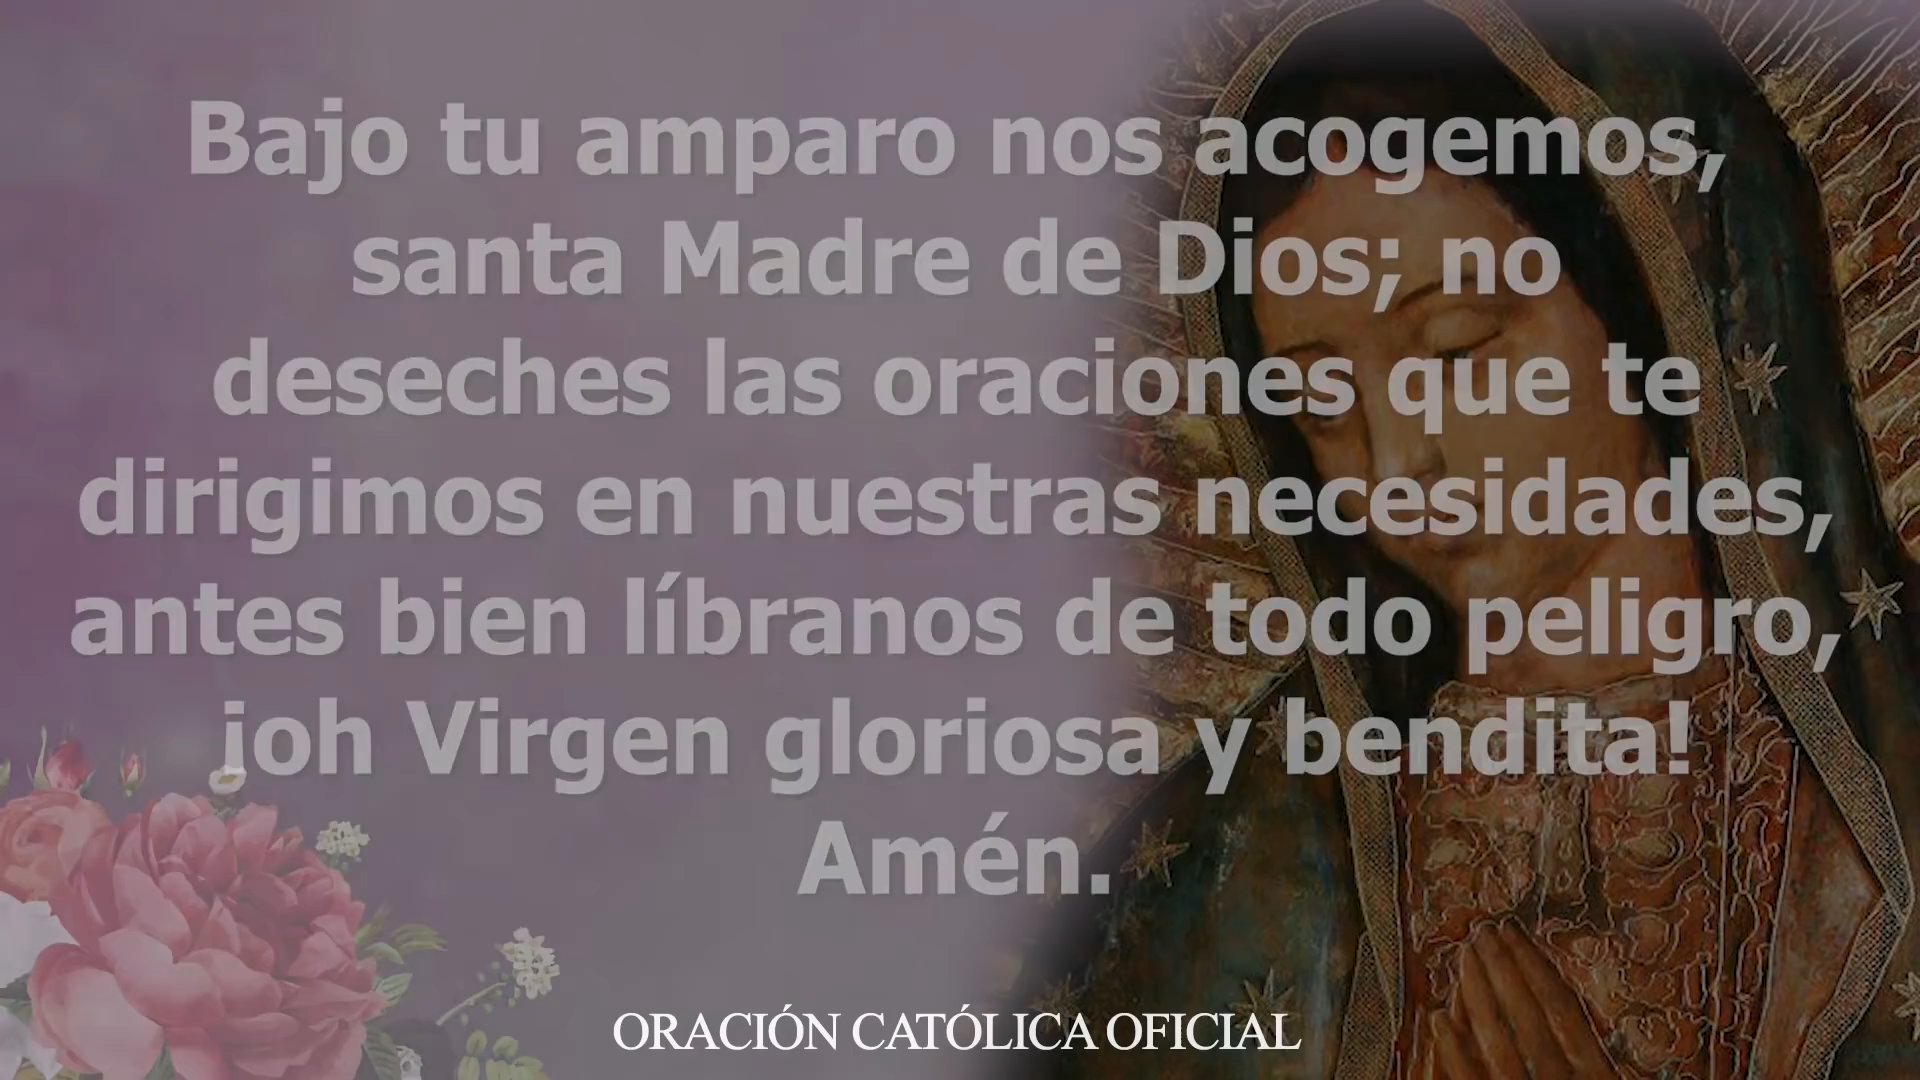 Bajo tu amparo nos acogemos,
santa Madre de Dios; no
deseches las oraciones que te
dirigimos en nuestras necesidades,
antes bien líbranos de todo peligro,
¡oh Virgen gloriosa y bendita!
Amén.
ORACIÓN CATÓLICA OFICIAL